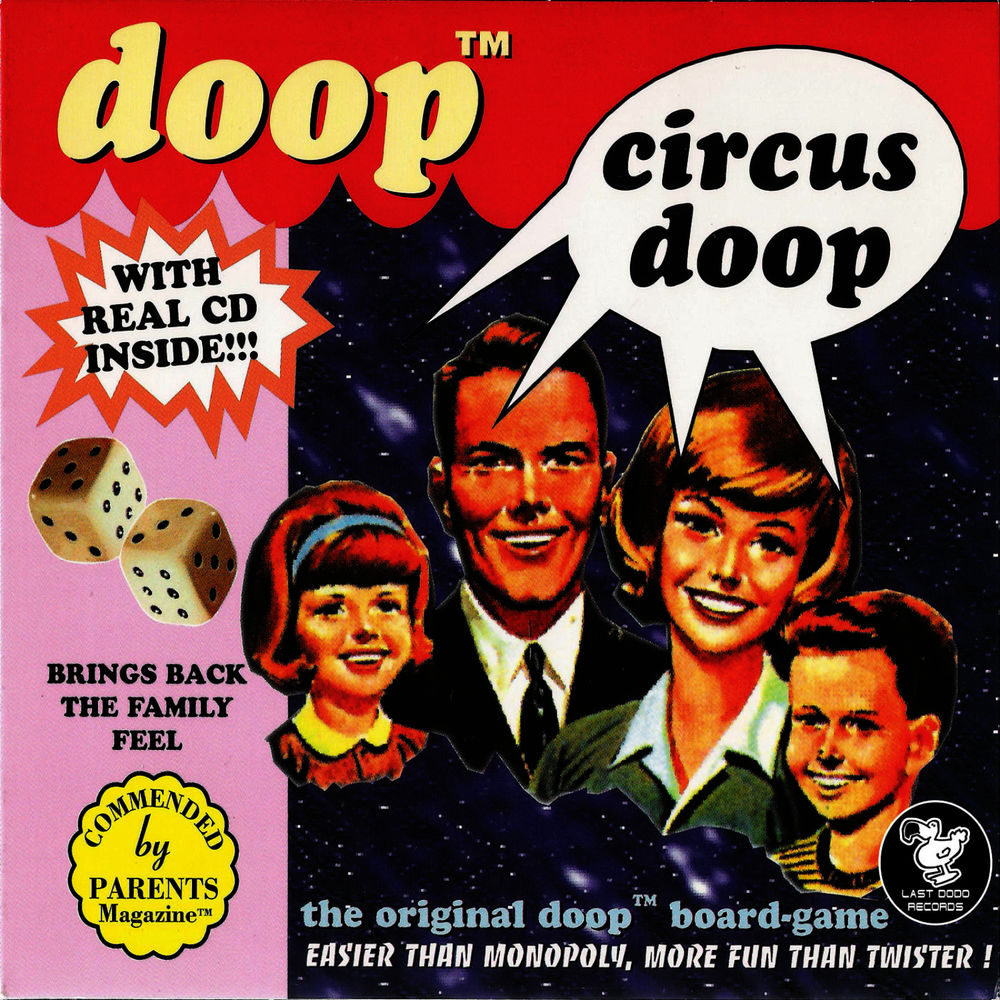 doop™
circus
doop
WITH
REAL CD
INSIDE!!!
BRINGS BACK
THE FAMILY
FEEL
COMMENDED
by
PARENTS
Magazine™
the original doop™ board-game
EASIER THAN MONOPOLY, MORE FUN THAN TWISTER !
LAST DODO
RECORDS